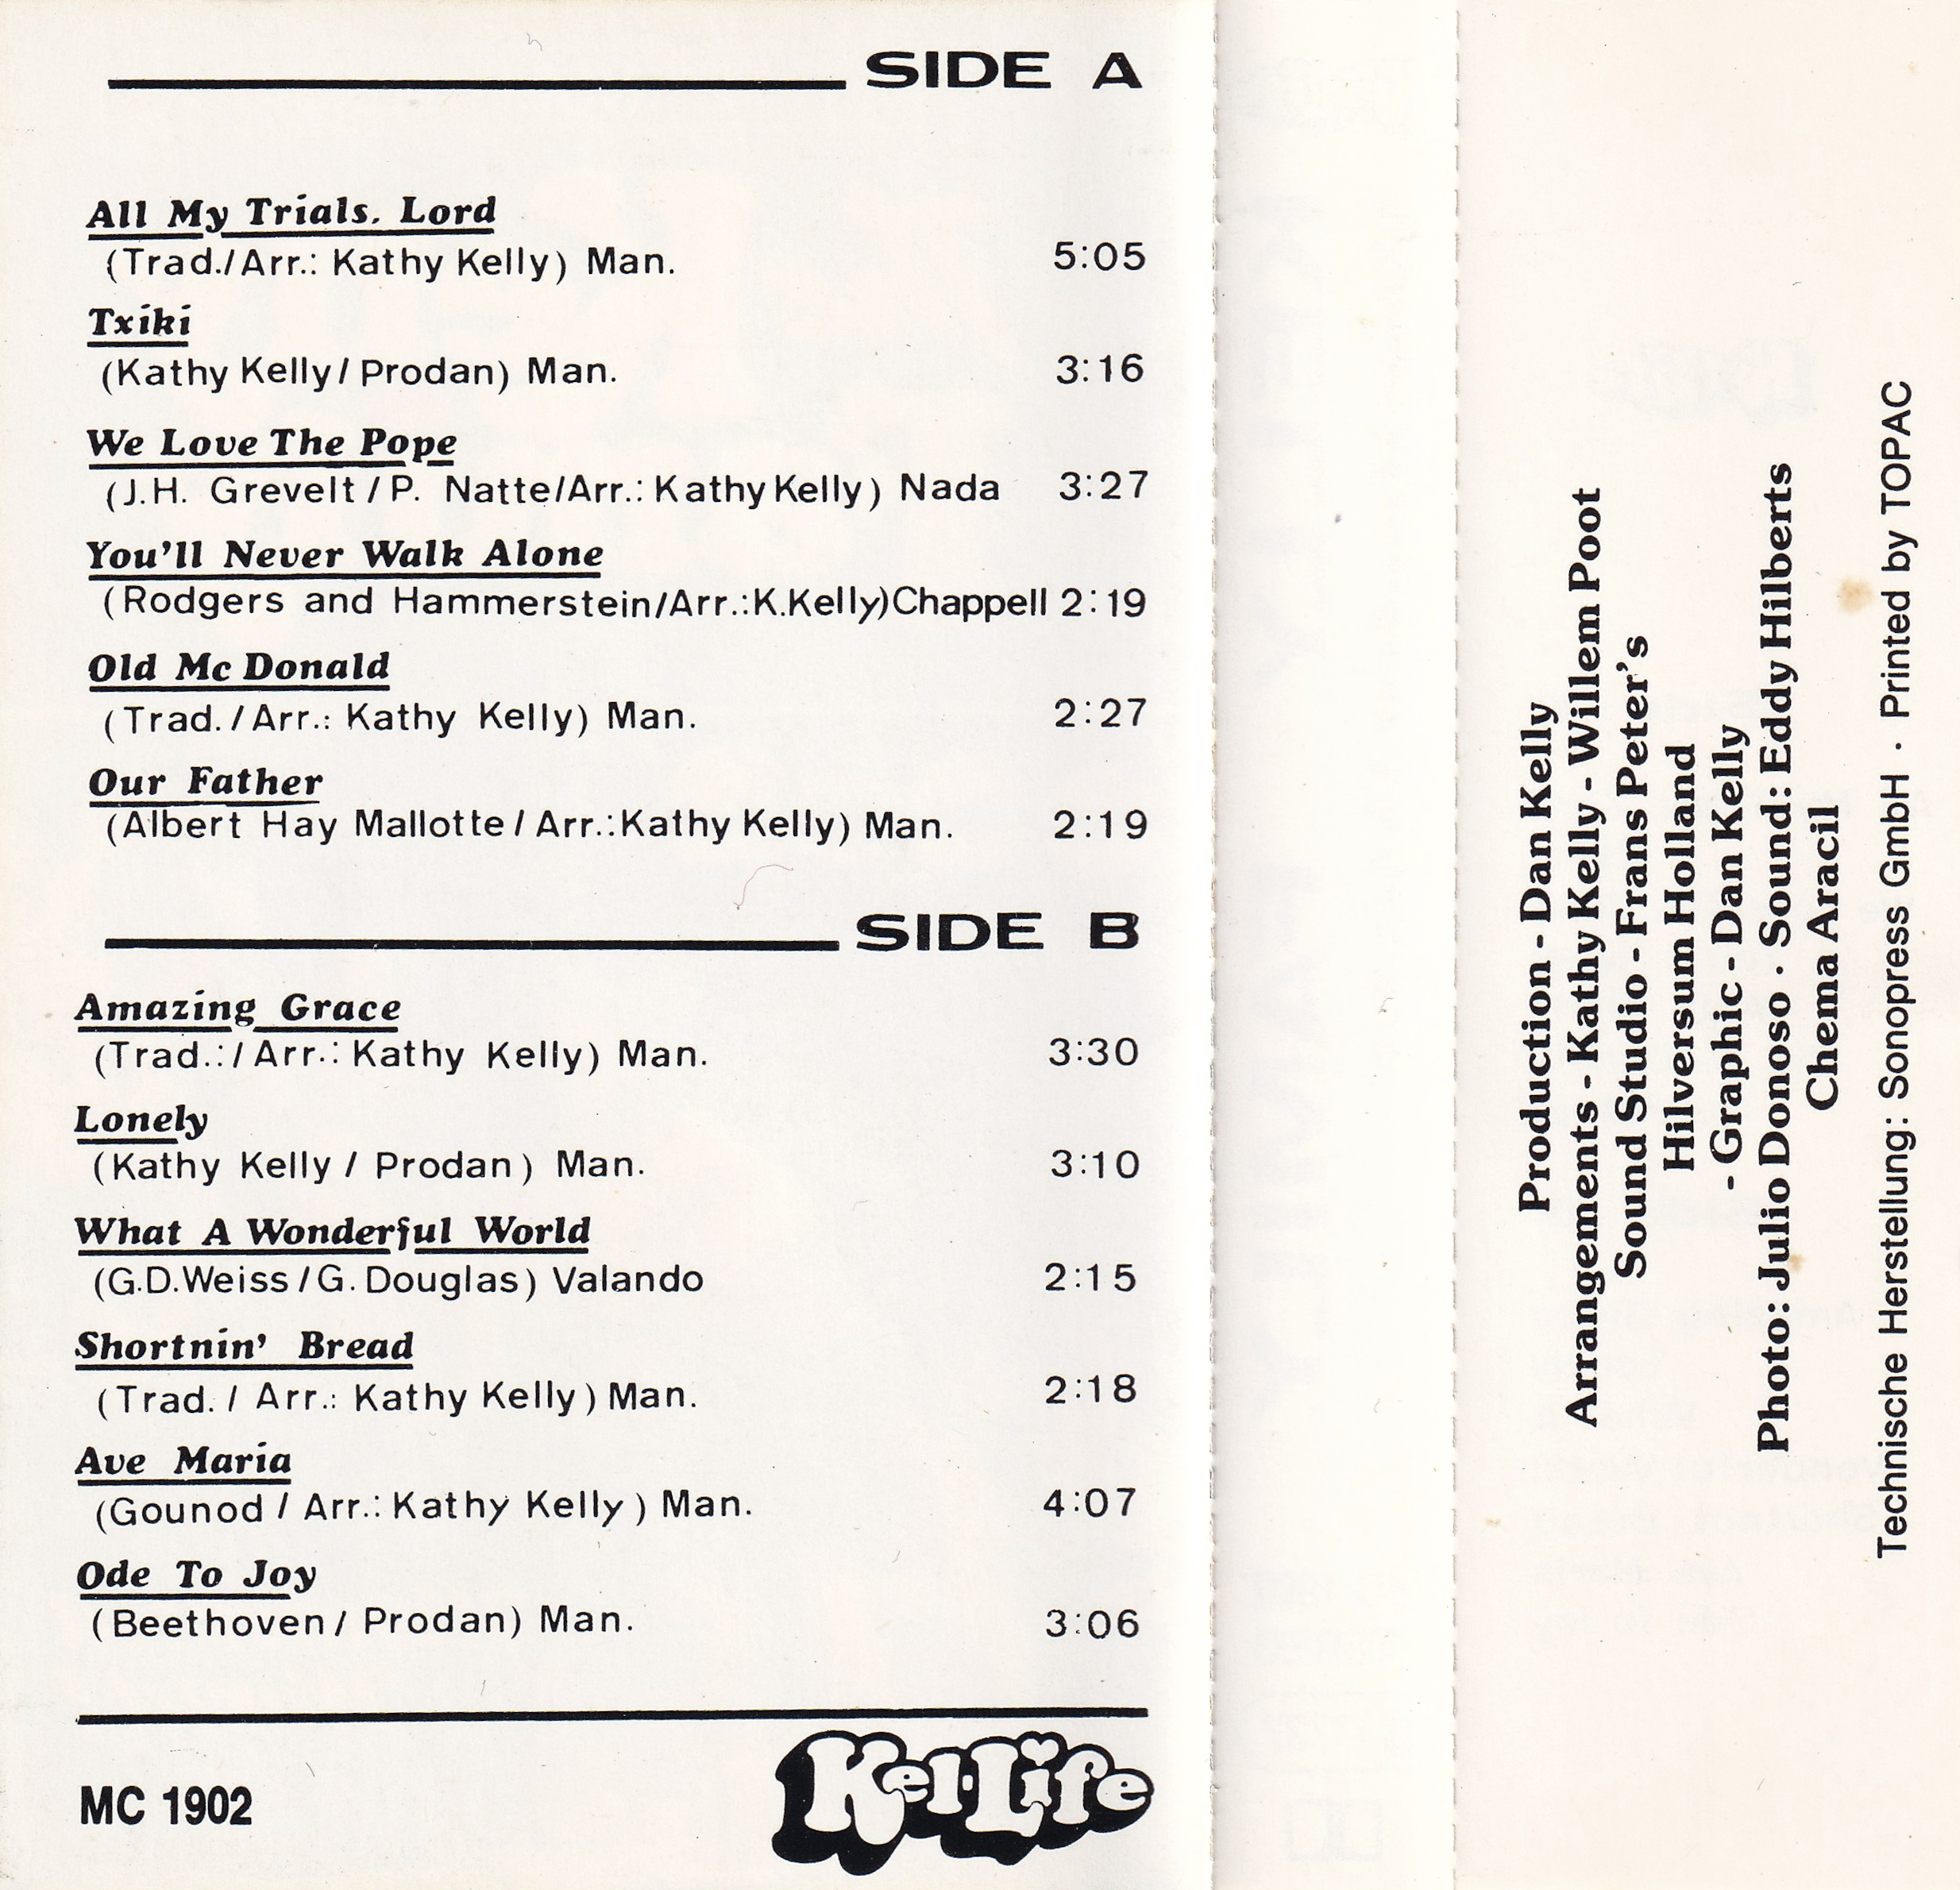 SIDE A
All My Trials. Lord
(Trad./Arr.: Kathy Kelly) Man. 5:05
Txiki
(Kathy Kelly/ Prodan) Man. 3:16
We Love The Pope
(J.H. Grevelt / P. Natte/Arr.: Kathy Kelly) Nada 3:27
You'll Never Walk Alone
(Rodgers and Hammerstein/Arr.:K.Kelly)Chappell 2:19
Old Mc Donald
(Trad. / Arr.: Kathy Kelly) Man. 2:27
Our Father
(Albert Hay Mallotte / Arr.: Kathy Kelly) Man. 2:19
SIDE B
Amazing Grace
(Trad.: / Arr.: Kathy Kelly) Man. 3:30
Lonely
(Kathy Kelly / Prodan) Man. 3:10
What A Wonderful World
(G.D.Weiss / G. Douglas) Valando 2:15
Shortnin' Bread
(Trad. / Arr.: Kathy Kelly) Man. 2:18
Ave Maria
(Gounod / Arr.: Kathy Kelly) Man. 4:07
Ode To Joy
(Beethoven / Prodan) Man. 3:06
MC 1902
Kel-Life
Production - Dan Kelly
Arrangements - Kathy Kelly - Willem Poot
Sound Studio - Frans Peter's
Hilversum Holland
- Graphic - Dan Kelly
Photo: Julio Donoso · Sound: Eddy Hilberts
Chema Aracil
Technische Herstellung: Sonopress GmbH · Printed by TOPAC